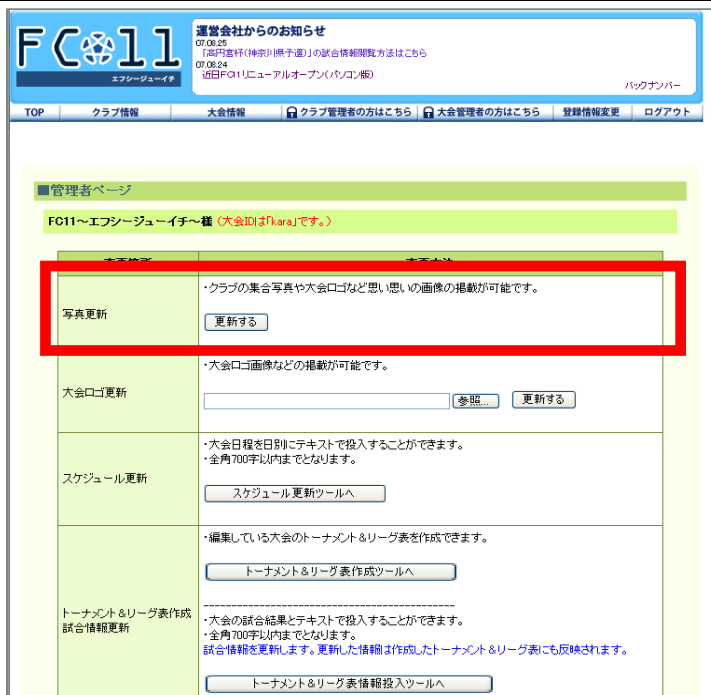 FC11
エフシージューイチ
運営会社からのお知らせ
07.08.25
「高円宮杯(神奈川県予選)」の試合情報閲覧方法はこちら
07.08.24
近日FC11リニューアルオープン(パソコン版)
バックナンバー
TOP クラブ情報 大会情報 クラブ管理者の方はこちら 大会管理者の方はこちら 登録情報変更 ログアウト
■管理者ページ
FC11～エフシージューイチ～様 (大会IDは「kara」です。)
写真更新
・クラブの集合写真や大会ロゴなど思い思いの画像の掲載が可能です。
更新する
大会ロゴ更新
・大会ロゴ画像などの掲載が可能です。
参照... 更新する
スケジュール更新
・大会日程を日別にテキストで投入することができます。
・全角700字以内までとなります。
スケジュール更新ツールへ
トーナメント&リーグ表作成
試合情報更新
・編集している大会のトーナメント&リーグ表を作成できます。
トーナメント&リーグ表作成ツールへ
---------------------------------------------
・大会の試合結果とテキストで投入することができます。
・全角700字以内までとなります。
試合情報を更新します。更新した情報は作成したトーナメント&リーグ表にも反映されます。
トーナメント&リーグ表情報投入ツールへ